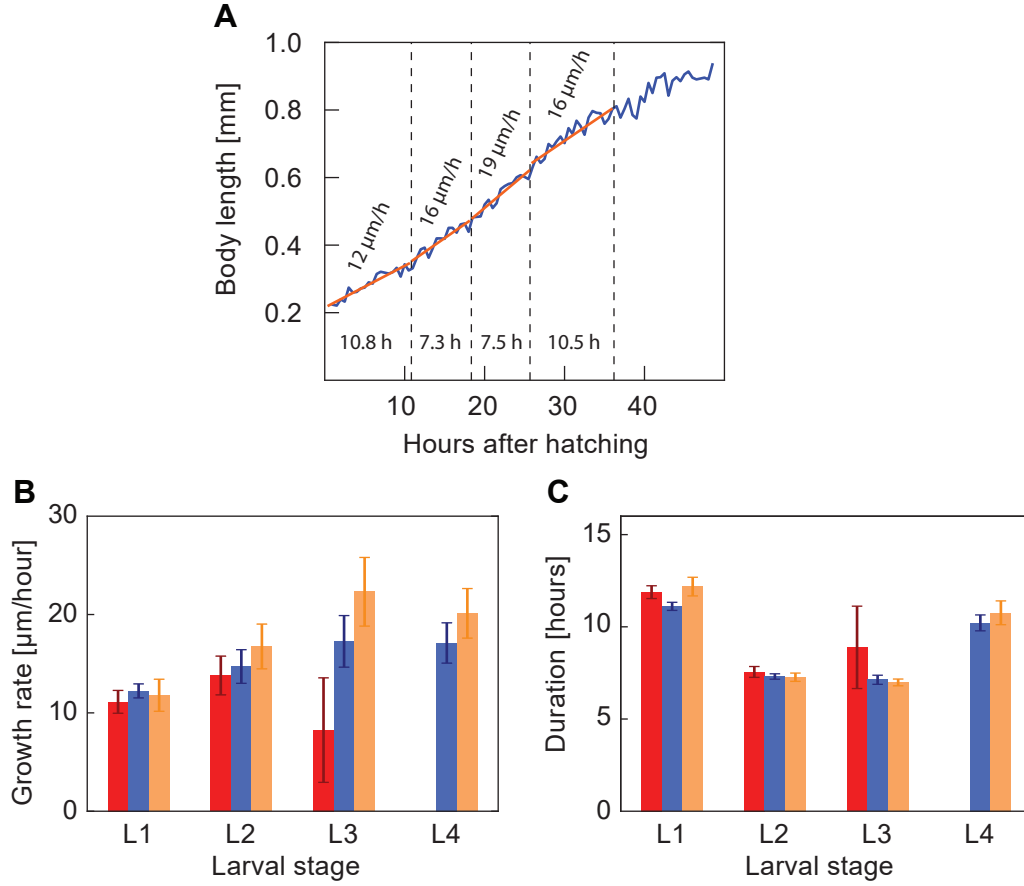 A
Body length [mm]
1.0
0.8
0.6
0.4
0.2
12 µm/h
16 µm/h
19 µm/h
16 µm/h
10.8 h
7.3 h
7.5 h
10.5 h
10
20
30
40
Hours after hatching
B
Growth rate [µm/hour]
30
20
10
0
L1
L2
L3
L4
Larval stage
C
Duration [hours]
15
10
5
0
L1
L2
L3
L4
Larval stage